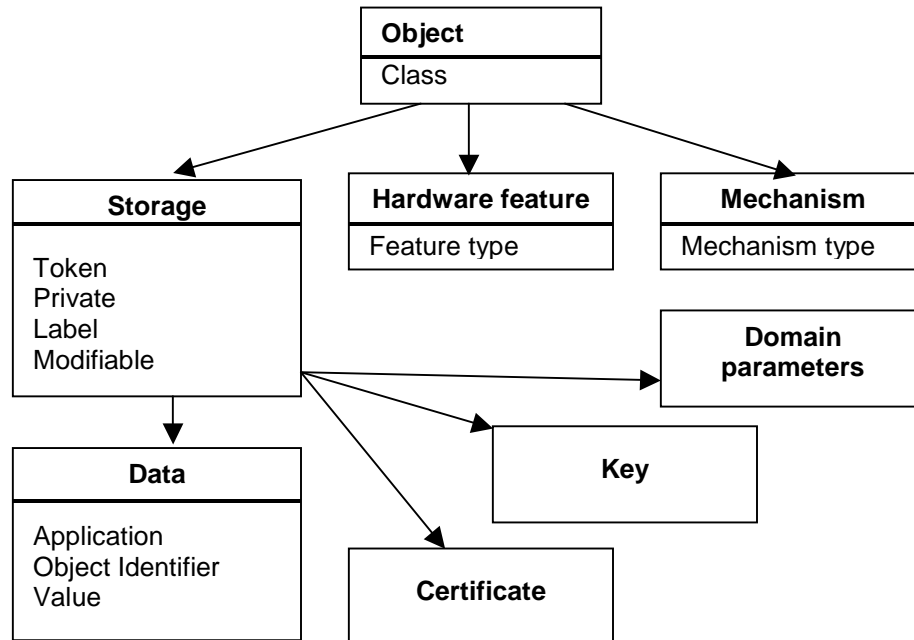 Object
Class
Storage
Token
Private
Label
Modifiable
Hardware feature
Feature type
Mechanism
Mechanism type
Domain
parameters
Key
Data
Application
Object Identifier
Value
Certificate